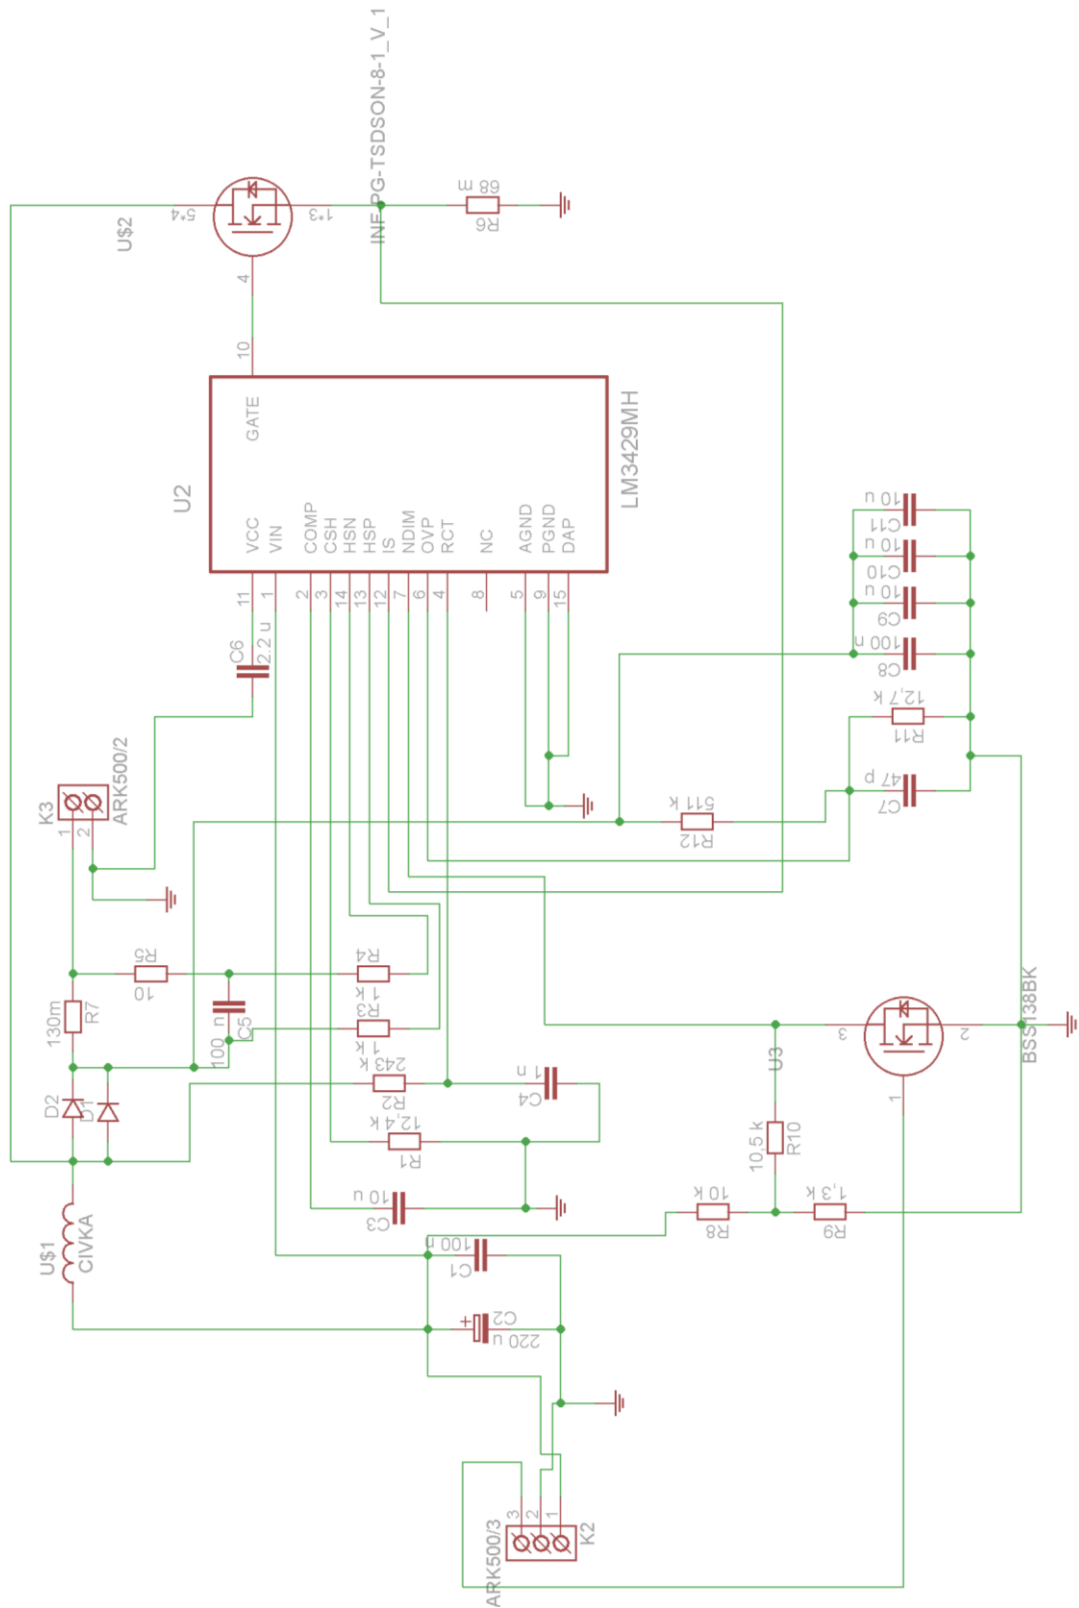 INF_PG-TSDSON-8-1_V_1
U$2
5*4
1*3
4
68 m
R6
10
GATE
U2
LM3429MH
VCC
VIN
COMP
CSH
HSN
HSP
IS
NDIM
OVP
RCT
NC
AGND
PGND
DAP
11
1
2
3
14
13
12
7
6
4
8
5
9
15
C6
2.2 u
K3
1
2
ARK500/2
10 u
C11
10 u
C10
10 u
C9
100 n
C8
12,7 k
R11
47 p
C7
511 k
R12
R5
10
130m
R7
100 n
C5
R4
1 k
R3
1 k
243 k
R2
12,4 k
R1
1 n
C4
D2
D1
10 u
C3
100 n
C1
C2
220 u
+
U$1
CIVKA
U3
3
2
1
BSS138BK
10,5 k
R10
10 k
R8
1,3 k
R9
ARK500/3
3
2
1
K2